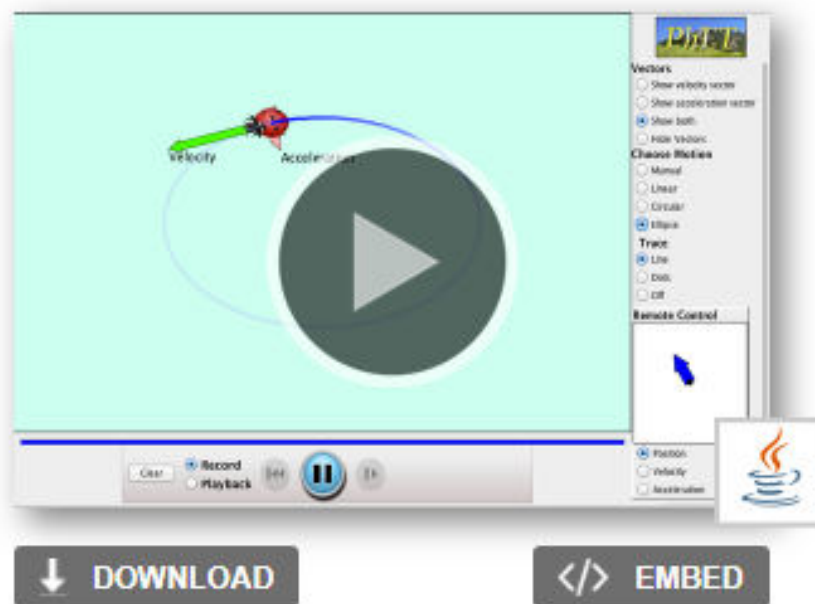 PhET
Vectors
Show velocity vector
Show acceleration vector
Show both
Hide Vectors
Choose Motion
Manual
Linear
Circular
Ellipse
Trace
Line
Dots
Off
Remote Control
Velocity
Position
Velocity
Acceleration
Clear
Record
Playback
DOWNLOAD
EMBED